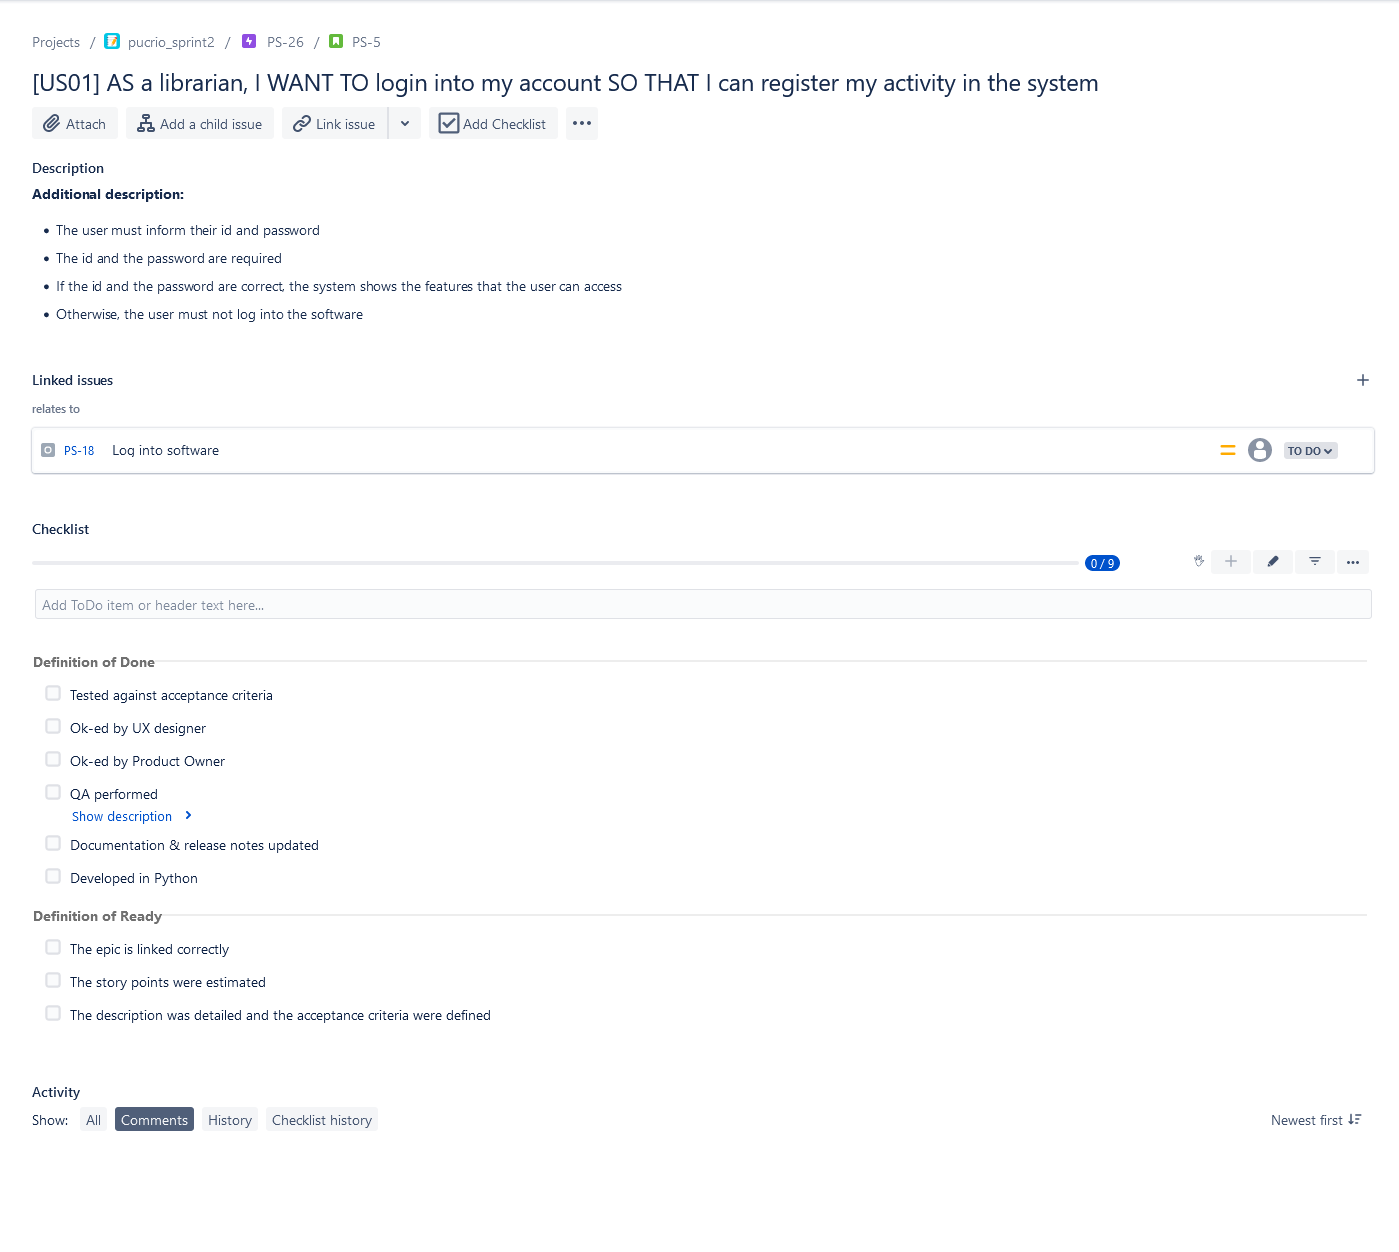 Projects / pucrio_sprint2 / PS-26 / PS-5
[US01] AS a librarian, I WANT TO login into my account SO THAT I can register my activity in the system
Attach Add a child issue Link issue Add Checklist
Description
Additional description:
• The user must inform their id and password
• The id and the password are required
• If the id and the password are correct, the system shows the features that the user can access
• Otherwise, the user must not log into the software
Linked issues
relates to
PS-18 Log into software TO DO
Checklist
0 / 9
Add ToDo item or header text here...
Definition of Done
Tested against acceptance criteria
Ok-ed by UX designer
Ok-ed by Product Owner
QA performed
Show description
Documentation & release notes updated
Developed in Python
Definition of Ready
The epic is linked correctly
The story points were estimated
The description was detailed and the acceptance criteria were defined
Activity
Show: All Comments History Checklist history Newest first